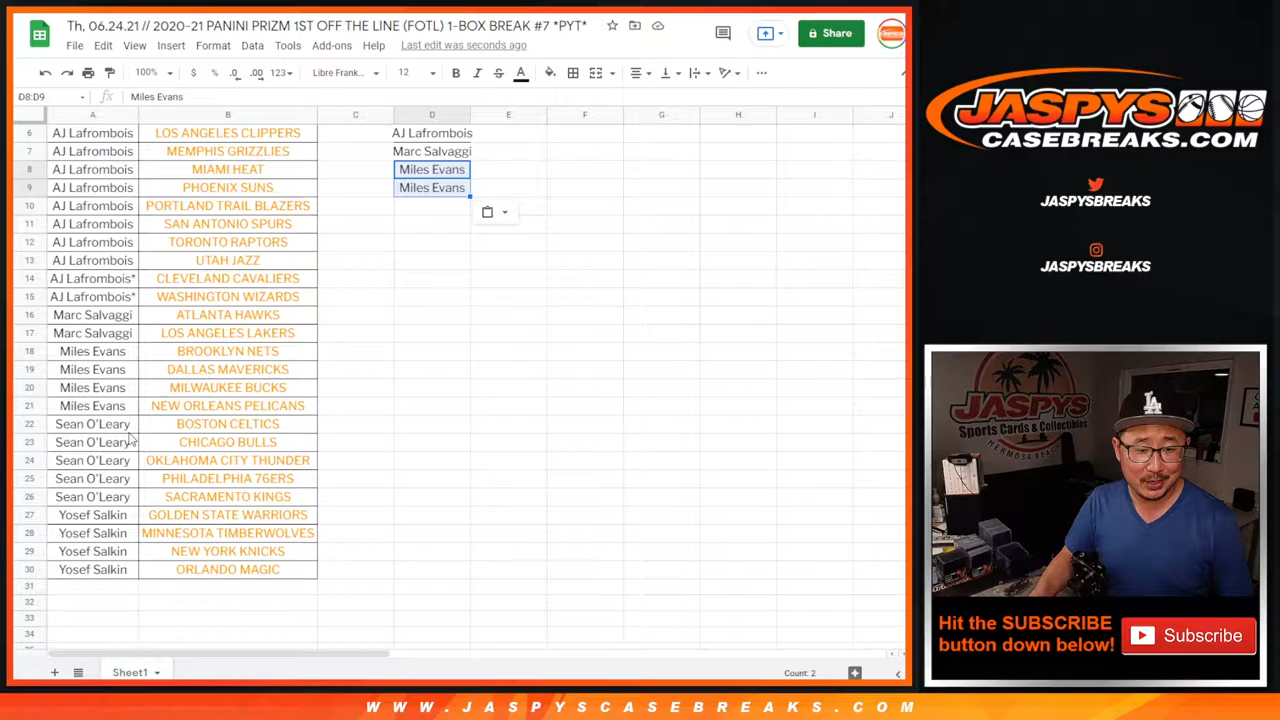 Th, 06.24.21 // 2020-21 PANINI PRIZM 1ST OFF THE LINE (FOTL) 1-BOX BREAK #7 *PYT*
File Edit View Insert Format Data Tools Add-ons Help Last edit was seconds ago
Share
100% $ % .0 .00 123 Libre Frank... 12 B I S A
D8:D9 fx Miles Evans
A B C D E F G H I J
6 AJ Lafrombois LOS ANGELES CLIPPERS AJ Lafrombois
7 AJ Lafrombois MEMPHIS GRIZZLIES Marc Salvaggi
8 AJ Lafrombois MIAMI HEAT Miles Evans
9 AJ Lafrombois PHOENIX SUNS Miles Evans
10 AJ Lafrombois PORTLAND TRAIL BLAZERS
11 AJ Lafrombois SAN ANTONIO SPURS
12 AJ Lafrombois TORONTO RAPTORS
13 AJ Lafrombois UTAH JAZZ
14 AJ Lafrombois* CLEVELAND CAVALIERS
15 AJ Lafrombois* WASHINGTON WIZARDS
16 Marc Salvaggi ATLANTA HAWKS
17 Marc Salvaggi LOS ANGELES LAKERS
18 Miles Evans BROOKLYN NETS
19 Miles Evans DALLAS MAVERICKS
20 Miles Evans MILWAUKEE BUCKS
21 Miles Evans NEW ORLEANS PELICANS
22 Sean O'Leary BOSTON CELTICS
23 Sean O'Leary CHICAGO BULLS
24 Sean O'Leary OKLAHOMA CITY THUNDER
25 Sean O'Leary PHILADELPHIA 76ERS
26 Sean O'Leary SACRAMENTO KINGS
27 Yosef Salkin GOLDEN STATE WARRIORS
28 Yosef Salkin MINNESOTA TIMBERWOLVES
29 Yosef Salkin NEW YORK KNICKS
30 Yosef Salkin ORLANDO MAGIC
31
32
33
34
Sheet1
Count: 2
JASPYS
CASEBREAKS.COM
JASPYSBREAKS
JASPYSBREAKS
JASPYS
Sports Cards & Collectibles
HERMOSA BEACH
LA
Hit the SUBSCRIBE
button down below!
Subscribe
WWW.JASPYSCASEBREAKS.COM